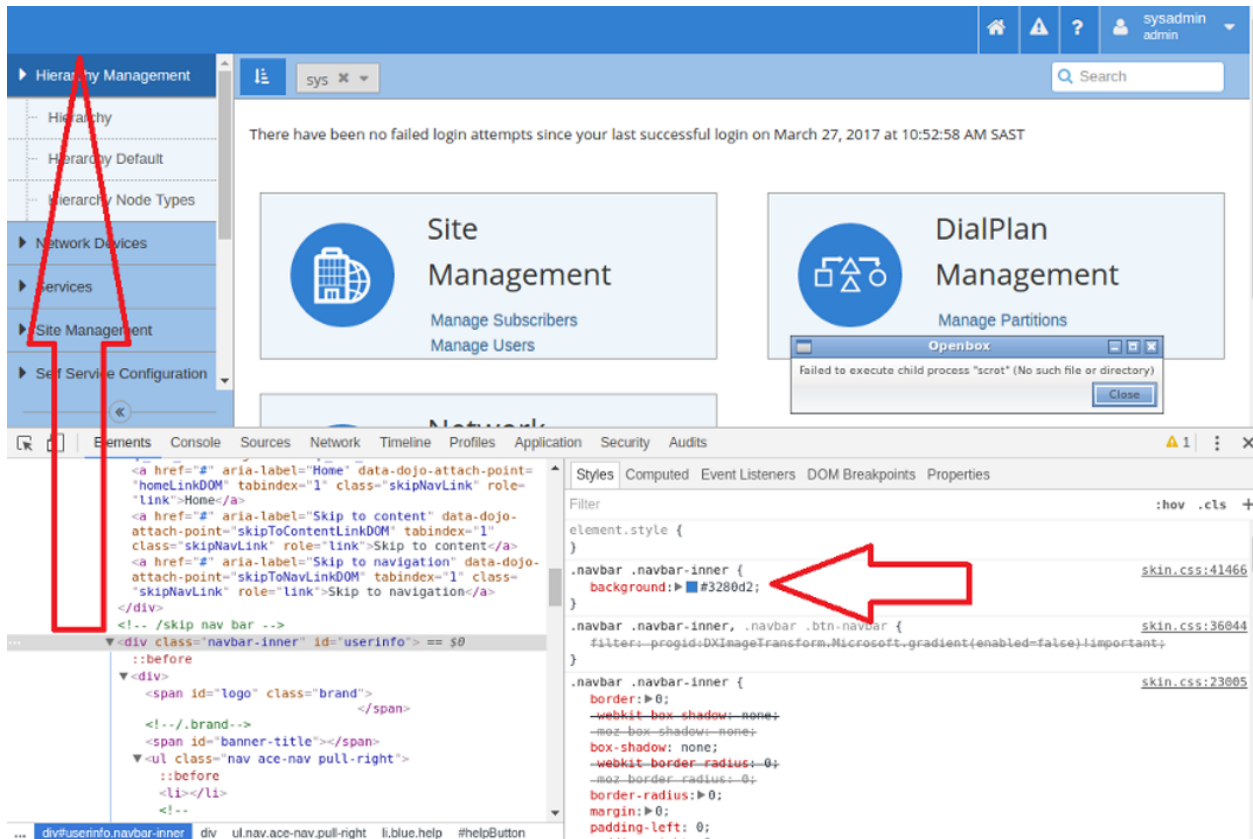 sysadmin
admin
?
Hierarchy Management
sys
Search
Hierarchy
There have been no failed login attempts since your last successful login on March 27, 2017 at 10:52:58 AM SAST
Hierarchy Default
Hierarchy Node Types
Network Devices
Services
Site Management
Self Service Configuration
Site
Management
Manage Subscribers
Manage Users
DialPlan
Management
Manage Partitions
Openbox
Failed to execute child process "scrot" (No such file or directory)
Close
Network
Elements Console Sources Network Timeline Profiles Application Security Audits
1
<a href="#" aria-label="Home" data-dojo-attach-point=
"homeLinkDOM" tabindex="1" class="skipNavLink" role=
"link">Home</a>
<a href="#" aria-label="Skip to content" data-dojo-
attach-point="skipToContentLinkDOM" tabindex="1"
class="skipNavLink" role="link">Skip to content</a>
<a href="#" aria-label="Skip to navigation" data-dojo-
attach-point="skipToNavLinkDOM" tabindex="1" class=
"skipNavLink" role="link">Skip to navigation</a>
</div>
<!-- /skip nav bar -->
... <div class="navbar-inner" id="userinfo"> == $0
::before
<div>
<span id="logo" class="brand">
</span>
<!--/.brand-->
<span id="banner-title"></span>
<ul class="nav ace-nav pull-right">
::before
<li></li>
<!--
... div#userinfo.navbar-inner div ul.nav.ace-nav.pull-right li.blue.help #helpButton
Styles Computed Event Listeners DOM Breakpoints Properties
Filter
:hov .cls +
element.style {
}
.navbar .navbar-inner { skin.css:41466
background: #3280d2;
}
.navbar .navbar-inner, .navbar .btn-navbar { skin.css:36044
filter: progid:DXImageTransform.Microsoft.gradient(enabled=false)!important;
}
.navbar .navbar-inner { skin.css:23005
border: 0;
-webkit-box-shadow: none;
-moz-box-shadow: none;
box-shadow: none;
-webkit-border-radius: 0;
-moz-border-radius: 0;
border-radius: 0;
margin: 0;
padding-left: 0;